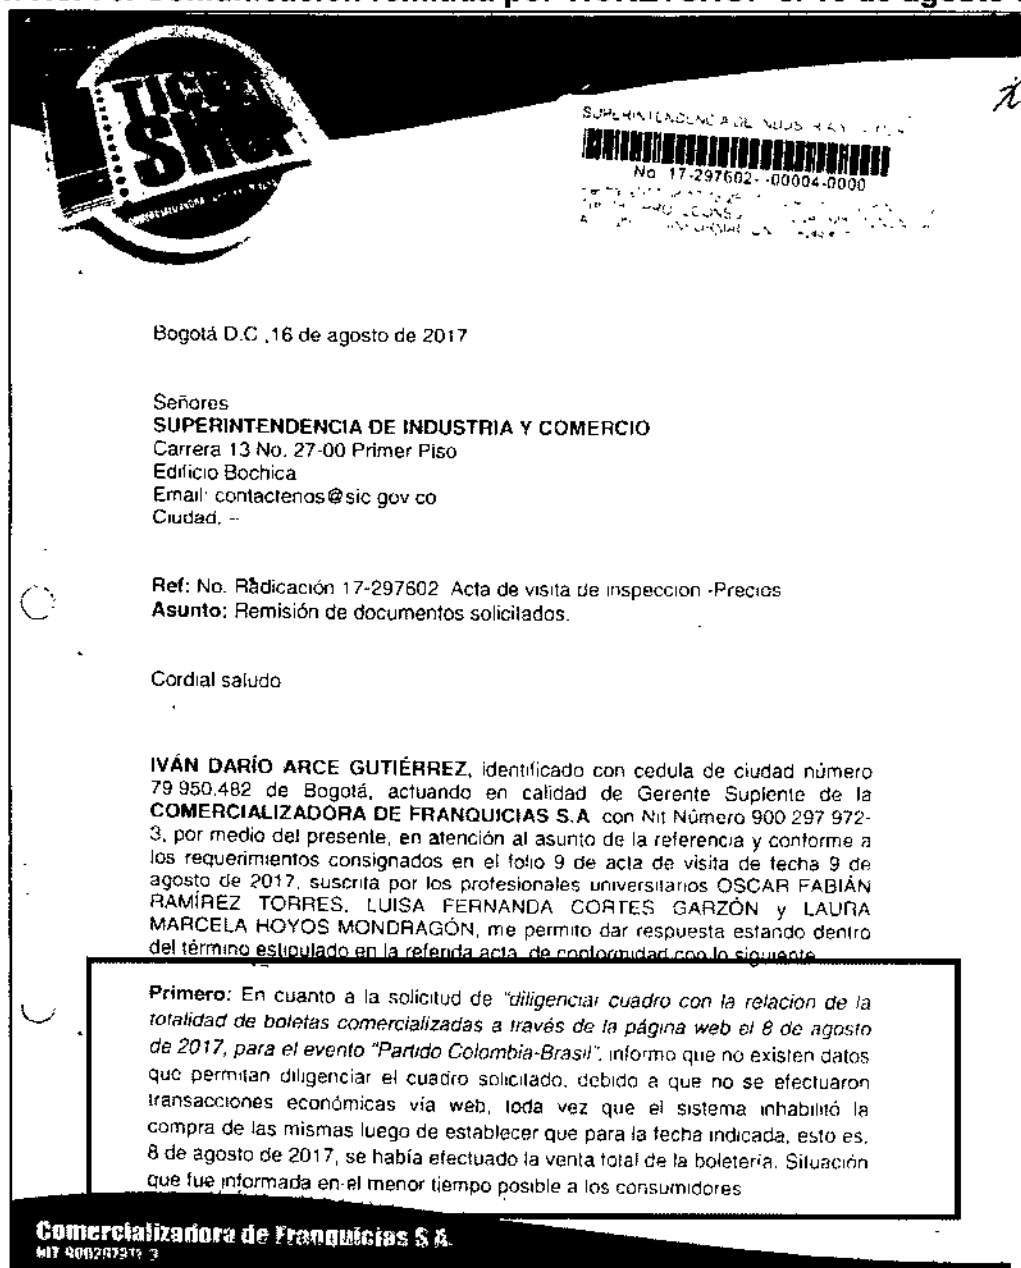 TICKET
SHOP
SUPERINTENDENCIA DE INDUSTRIA Y
No. 17-297602- -00004-0000
Bogotá D.C ,16 de agosto de 2017
Señores
SUPERINTENDENCIA DE INDUSTRIA Y COMERCIO
Carrera 13 No. 27-00 Primer Piso
Edificio Bochica
Email: contactenos@sic gov co
Ciudad. –
Ref: No. Radicación 17-297602 Acta de visita de inspeccion -Precios
Asunto: Remisión de documentos solicitados.
Cordial saludo
IVÁN DARÍO ARCE GUTIÉRREZ, identificado con cedula de ciudad número
79 950.482 de Bogotá, actuando en calidad de Gerente Suplente de la
COMERCIALIZADORA DE FRANQUICIAS S.A con Nit Número 900 297 972-
3, por medio del presente, en atención al asunto de la referencia y conforme a
los requerimientos consignados en el folio 9 de acta de visita de fecha 9 de
agosto de 2017, suscrita por los profesionales universitarios OSCAR FABIÁN
RAMÍREZ TORRES, LUISA FERNANDA CORTES GARZÓN y LAURA
MARCELA HOYOS MONDRAGÓN, me permito dar respuesta estando dentro
del término estipulado en la referida acta, de conformidad con lo siguiente
Primero: En cuanto a la solicitud de "diligenciar cuadro con la relacion de la
totalidad de boletas comercializadas a través de la página web el 8 de agosto
de 2017, para el evento "Partido Colombia-Brasil", informo que no existen datos
que permitan diligenciar el cuadro solicitado, debido a que no se efectuaron
transacciones económicas vía web, toda vez que el sistema inhabilitó la
compra de las mismas luego de establecer que para la fecha indicada, esto es,
8 de agosto de 2017, se había efectuado la venta total de la boletería. Situación
que fue informada en el menor tiempo posible a los consumidores
Comercializadora de Franquicias S.A.